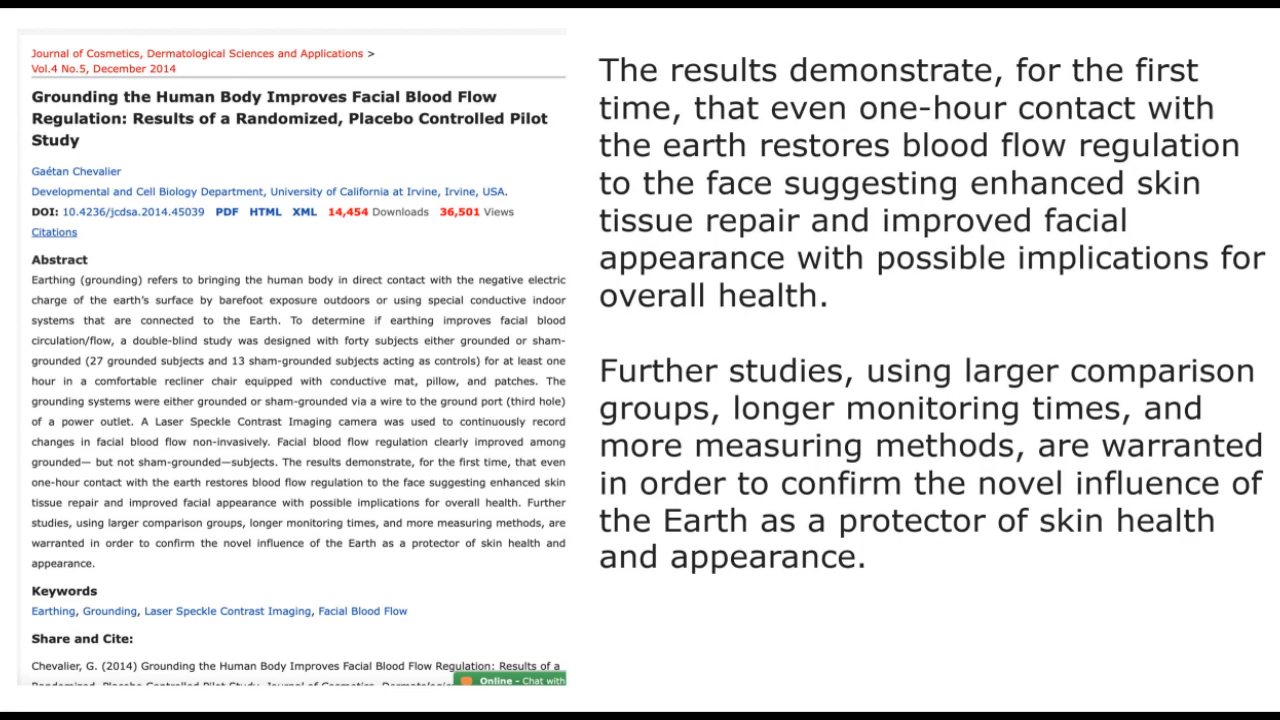 Journal of Cosmetics, Dermatological Sciences and Applications >
Vol.4 No.5, December 2014
Grounding the Human Body Improves Facial Blood Flow
Regulation: Results of a Randomized, Placebo Controlled Pilot
Study
Gaétan Chevalier
Developmental and Cell Biology Department, University of California at Irvine, Irvine, USA.
DOI: 10.4236/jcdsa.2014.45039 PDF HTML XML 14,454 Downloads 36,501 Views
Citations
Abstract
Earthing (grounding) refers to bringing the human body in direct contact with the negative electric
charge of the earth's surface by barefoot exposure outdoors or using special conductive indoor
systems that are connected to the Earth. To determine if earthing improves facial blood
circulation/flow, a double-blind study was designed with forty subjects either grounded or sham-
grounded (27 grounded subjects and 13 sham-grounded subjects acting as controls) for at least one
hour in a comfortable recliner chair equipped with conductive mat, pillow, and patches. The
grounding systems were either grounded or sham-grounded via a wire to the ground port (third hole)
of a power outlet. A Laser Speckle Contrast Imaging camera was used to continuously record
changes in facial blood flow non-invasively. Facial blood flow regulation clearly improved among
grounded— but not sham-grounded—subjects. The results demonstrate, for the first time, that even
one-hour contact with the earth restores blood flow regulation to the face suggesting enhanced skin
tissue repair and improved facial appearance with possible implications for overall health. Further
studies, using larger comparison groups, longer monitoring times, and more measuring methods, are
warranted in order to confirm the novel influence of the Earth as a protector of skin health and
appearance.
Keywords
Earthing, Grounding, Laser Speckle Contrast Imaging, Facial Blood Flow
Share and Cite:
Chevalier, G. (2014) Grounding the Human Body Improves Facial Blood Flow Regulation: Results of a
Randomized, Placebo Controlled Pilot Study. Journal of Cosmetics, Dermatologic
Online - Chat with
The results demonstrate, for the first
time, that even one-hour contact with
the earth restores blood flow regulation
to the face suggesting enhanced skin
tissue repair and improved facial
appearance with possible implications for
overall health.
Further studies, using larger comparison
groups, longer monitoring times, and
more measuring methods, are warranted
in order to confirm the novel influence of
the Earth as a protector of skin health
and appearance.